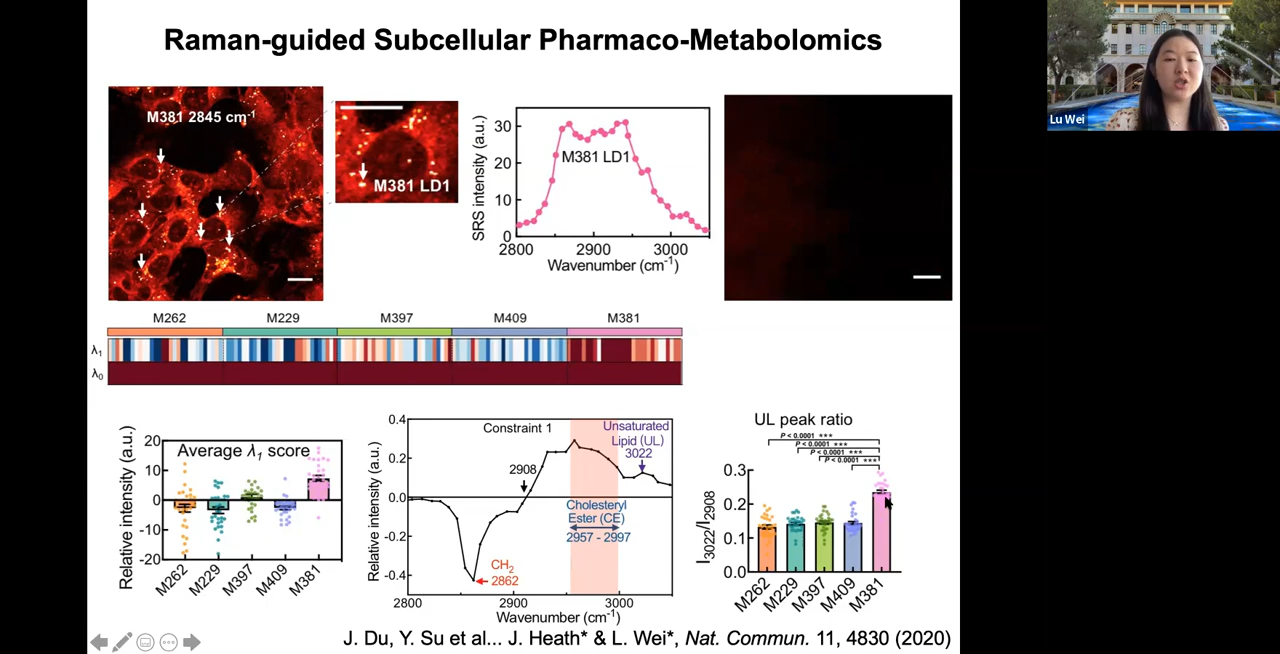 Raman-guided Subcellular Pharmaco-Metabolomics
Lu Wei
M381 2845 cm⁻¹
M381 LD1
SRS intensity (a.u.)
30
20
10
0
M381 LD1
2800 2900 3000
Wavenumber (cm⁻¹)
M262 M229 M397 M409 M381
λ₁
λ₀
Relative intensity (a.u.)
20
10
0
-10
-20
Average λ₁ score
M262 M229 M397 M409 M381
Relative intensity (a.u.)
0.4
0.2
0.0
-0.2
-0.4
Constraint 1
2908
Unsaturated
Lipid (UL)
3022
Cholesteryl
Ester (CE)
2957 - 2997
CH₂
2862
2800 2900 3000
Wavenumber (cm⁻¹)
UL peak ratio
P < 0.0001 ***
P < 0.0001 ***
P < 0.0001 ***
P < 0.0001 ***
I₃₀₂₂/I₂₉₀₈
0.3
0.2
0.1
0.0
M262 M229 M397 M409 M381
J. Du, Y. Su et al... J. Heath* & L. Wei*, Nat. Commun. 11, 4830 (2020)